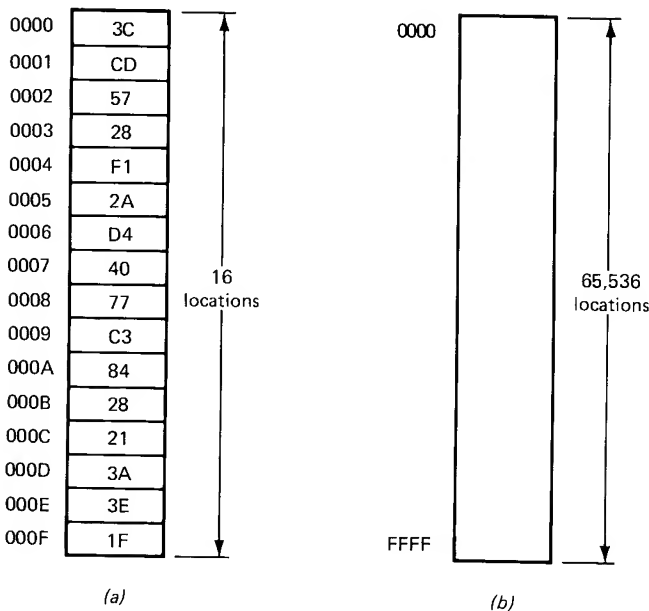 0000 3C
0001 CD
0002 57
0003 28
0004 F1
0005 2A
0006 D4
0007 40
0008 77
0009 C3
000A 84
000B 28
000C 21
000D 3A
000E 3E
000F 1F
16
locations
(a)
0000
65,536
locations
FFFF
(b)